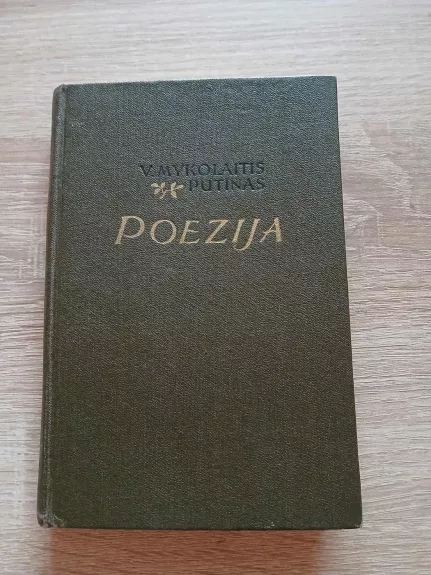 V. MYKOLAITIS
PUTINAS
POEZIJA